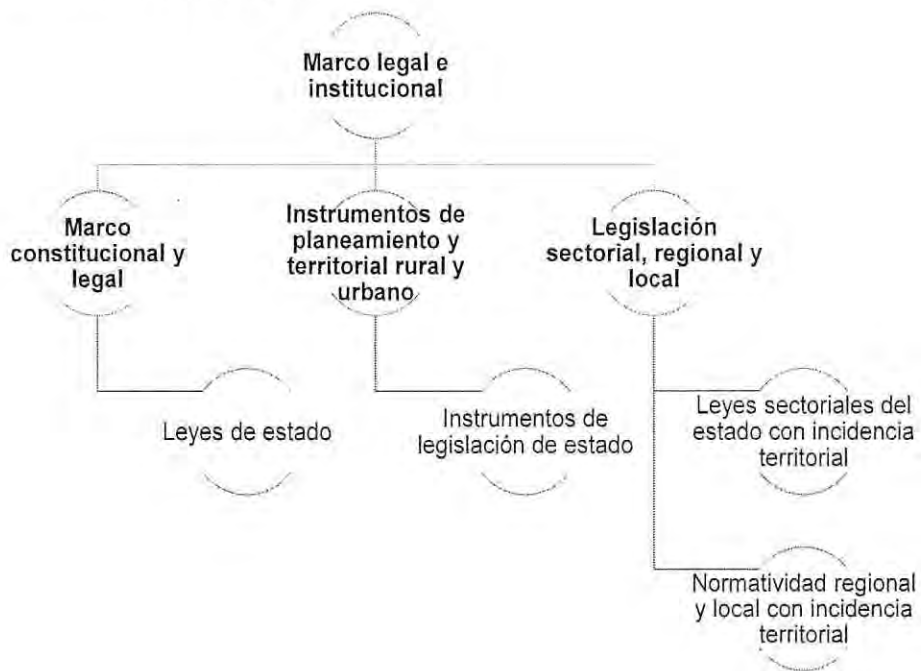 Marco legal e
institucional
Marco
constitucional y
legal
Instrumentos de
planeamiento y
territorial rural y
urbano
Legislación
sectorial, regional y
local
Leyes de estado
Instrumentos de
legislación de estado
Leyes sectoriales del
estado con incidencia
territorial
Normatividad regional
y local con incidencia
territorial